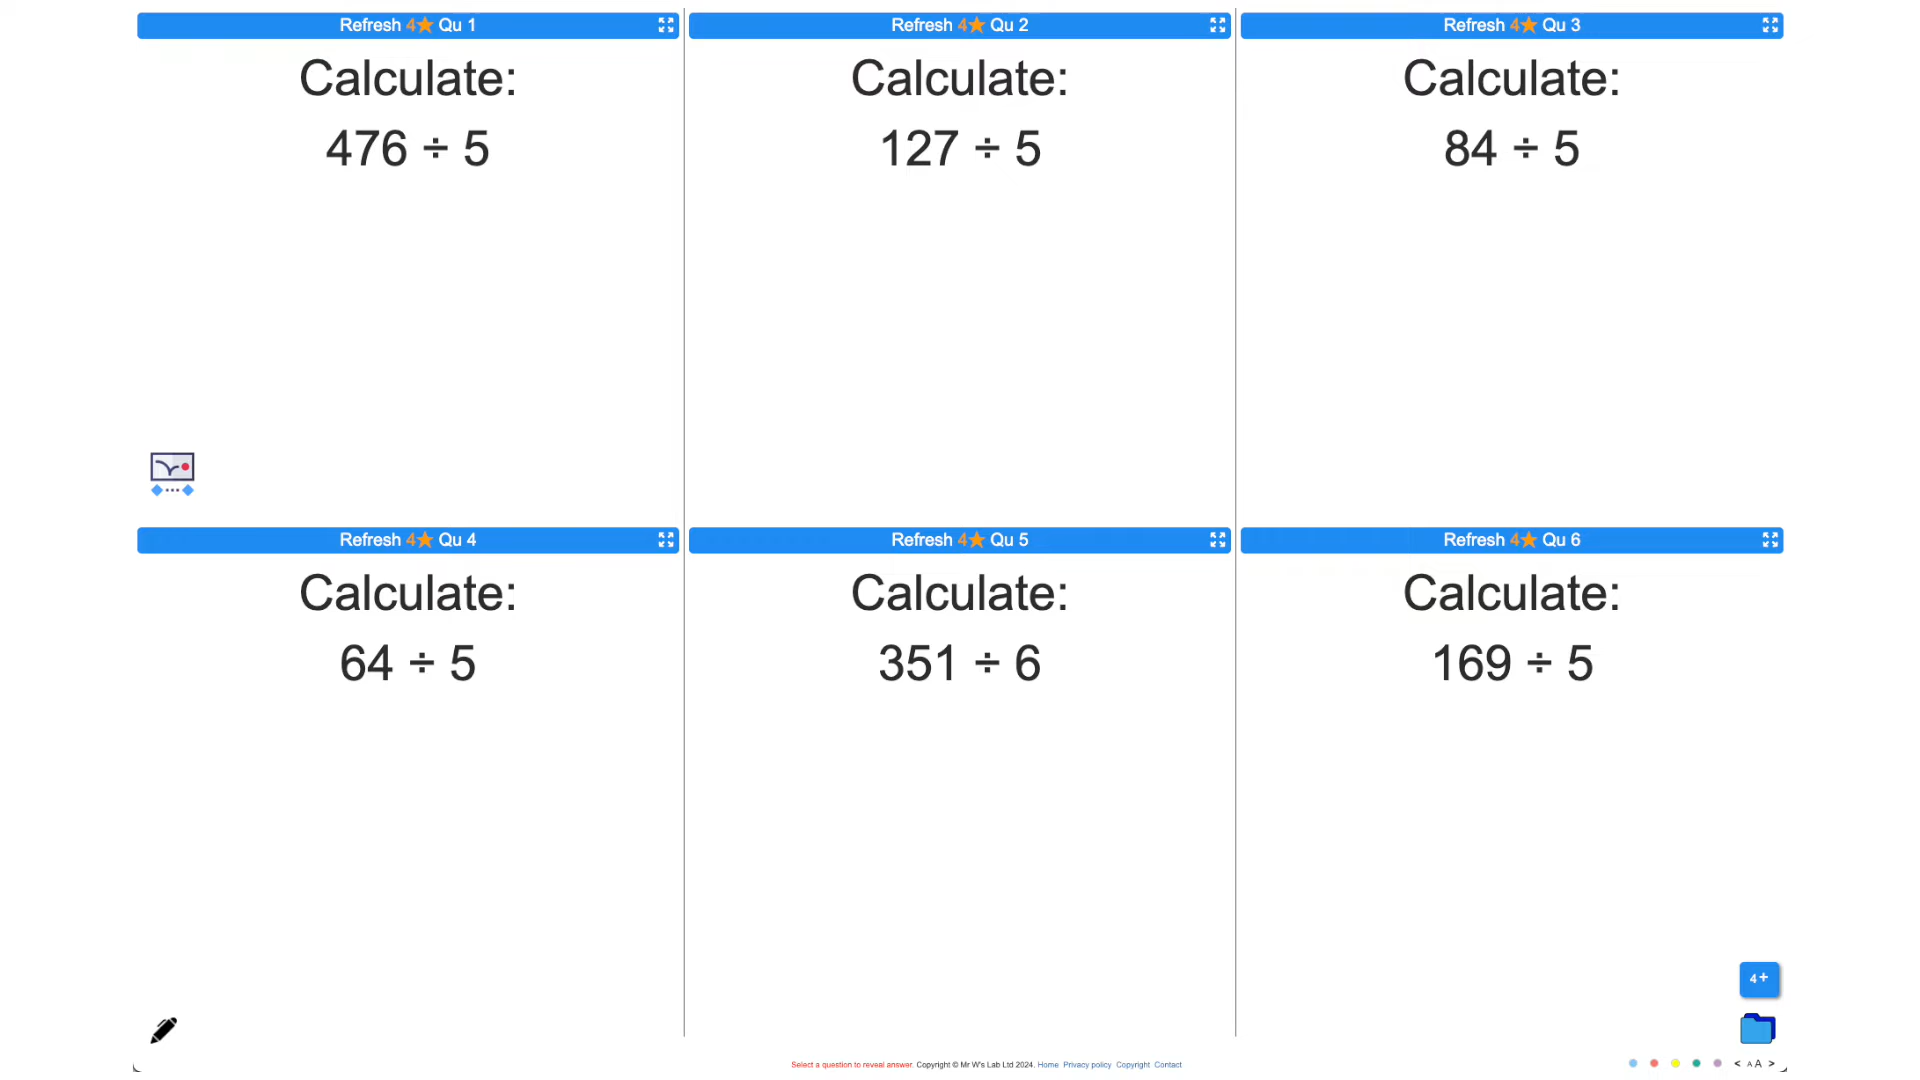 Refresh 4★ Qu 1
Calculate:
476 ÷ 5
Refresh 4★ Qu 2
Calculate:
127 ÷ 5
Refresh 4★ Qu 3
Calculate:
84 ÷ 5
Refresh 4★ Qu 4
Calculate:
64 ÷ 5
Refresh 4★ Qu 5
Calculate:
351 ÷ 6
Refresh 4★ Qu 6
Calculate:
169 ÷ 5
4+
Select a question to reveal answer. Copyright © Mr W's Lab Ltd 2024. Home Privacy policy Copyright Contact
< A A >